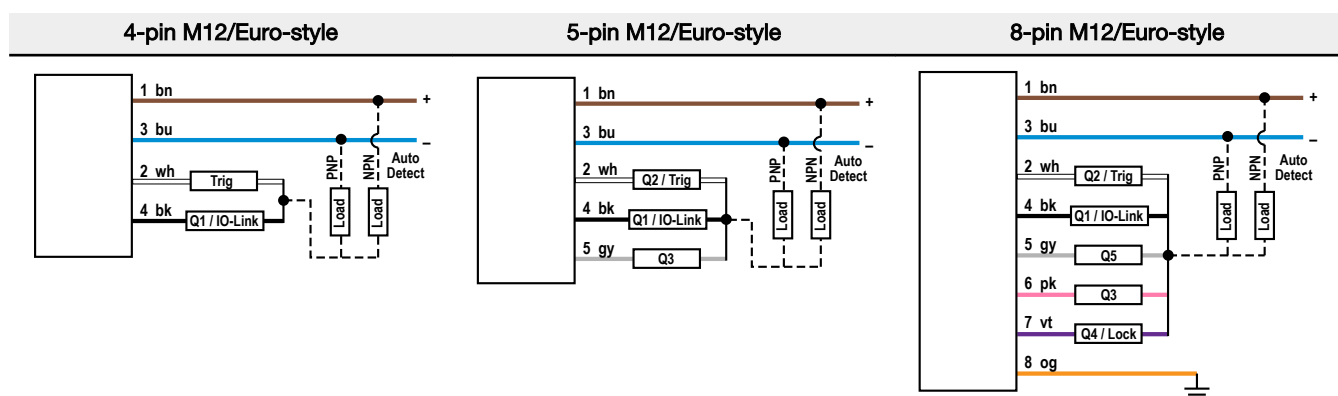 4-pin M12/Euro-style
5-pin M12/Euro-style
8-pin M12/Euro-style
1 bn
+
3 bu
–
2 wh
Trig
4 bk
Q1 / IO-Link
PNP
NPN
Auto
Detect
Load
Load
1 bn
+
3 bu
–
2 wh
Q2 / Trig
4 bk
Q1 / IO-Link
5 gy
Q3
PNP
NPN
Auto
Detect
Load
Load
1 bn
+
3 bu
–
2 wh
Q2 / Trig
4 bk
Q1 / IO-Link
5 gy
Q5
6 pk
Q3
7 vt
Q4 / Lock
8 og
PNP
NPN
Auto
Detect
Load
Load